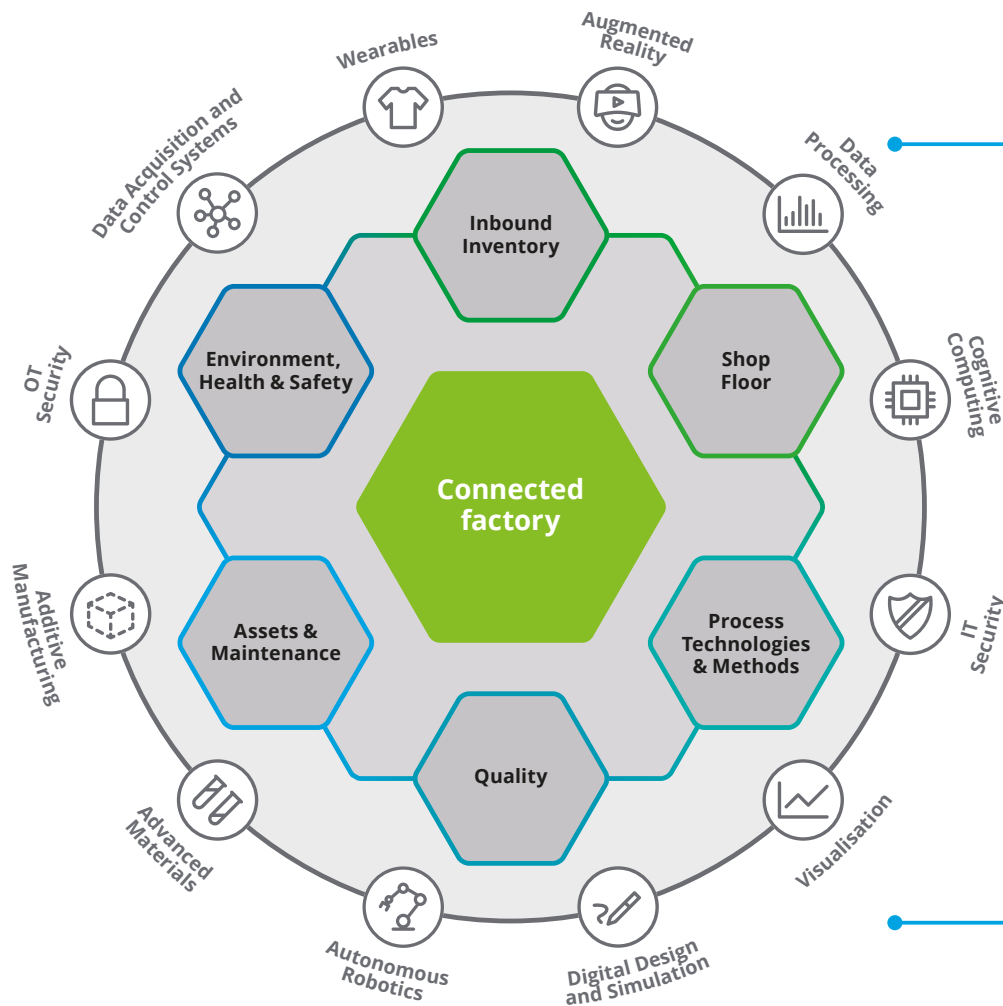 Wearables
Augmented
Reality
Data Acquisition and
Control Systems
Data
Processing
Inbound
Inventory
Environment,
Health & Safety
Shop
Floor
OT
Security
Cognitive
Computing
Connected
factory
Additive
Manufacturing
Assets &
Maintenance
Process
Technologies
& Methods
IT
Security
Quality
Advanced
Materials
Visualisation
Autonomous
Robotics
Digital Design
and Simulation